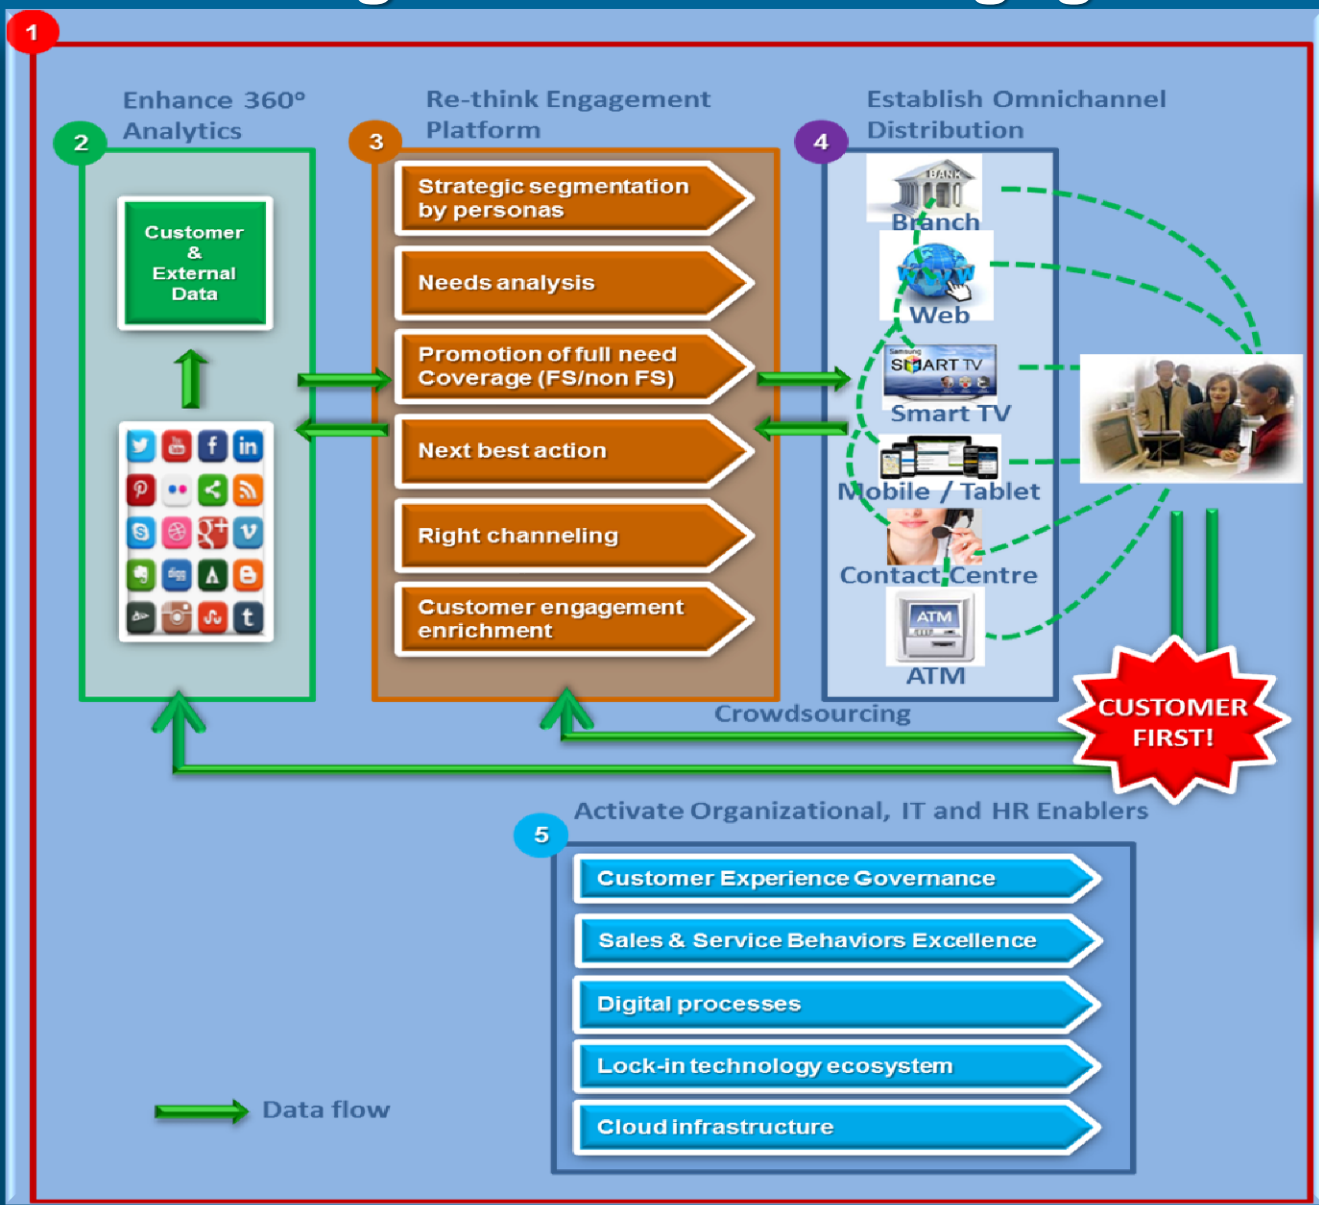 1
Enhance 360°
Analytics
2
Customer
&
External
Data
Re-think Engagement
Platform
3
Strategic segmentation
by personas
Needs analysis
Promotion of full need
Coverage (FS/non FS)
Next best action
Right channeling
Customer engagement
enrichment
Establish Omnichannel
Distribution
4
BANK
Branch
WWW
Web
Samsung
SMART TV
Smart TV
Mobile / Tablet
Contact Centre
ATM
ATM
CUSTOMER
FIRST!
Crowdsourcing
Activate Organizational, IT and HR Enablers
5
Customer Experience Governance
Sales & Service Behaviors Excellence
Digital processes
Lock-in technology ecosystem
Cloud infrastructure
Data flow